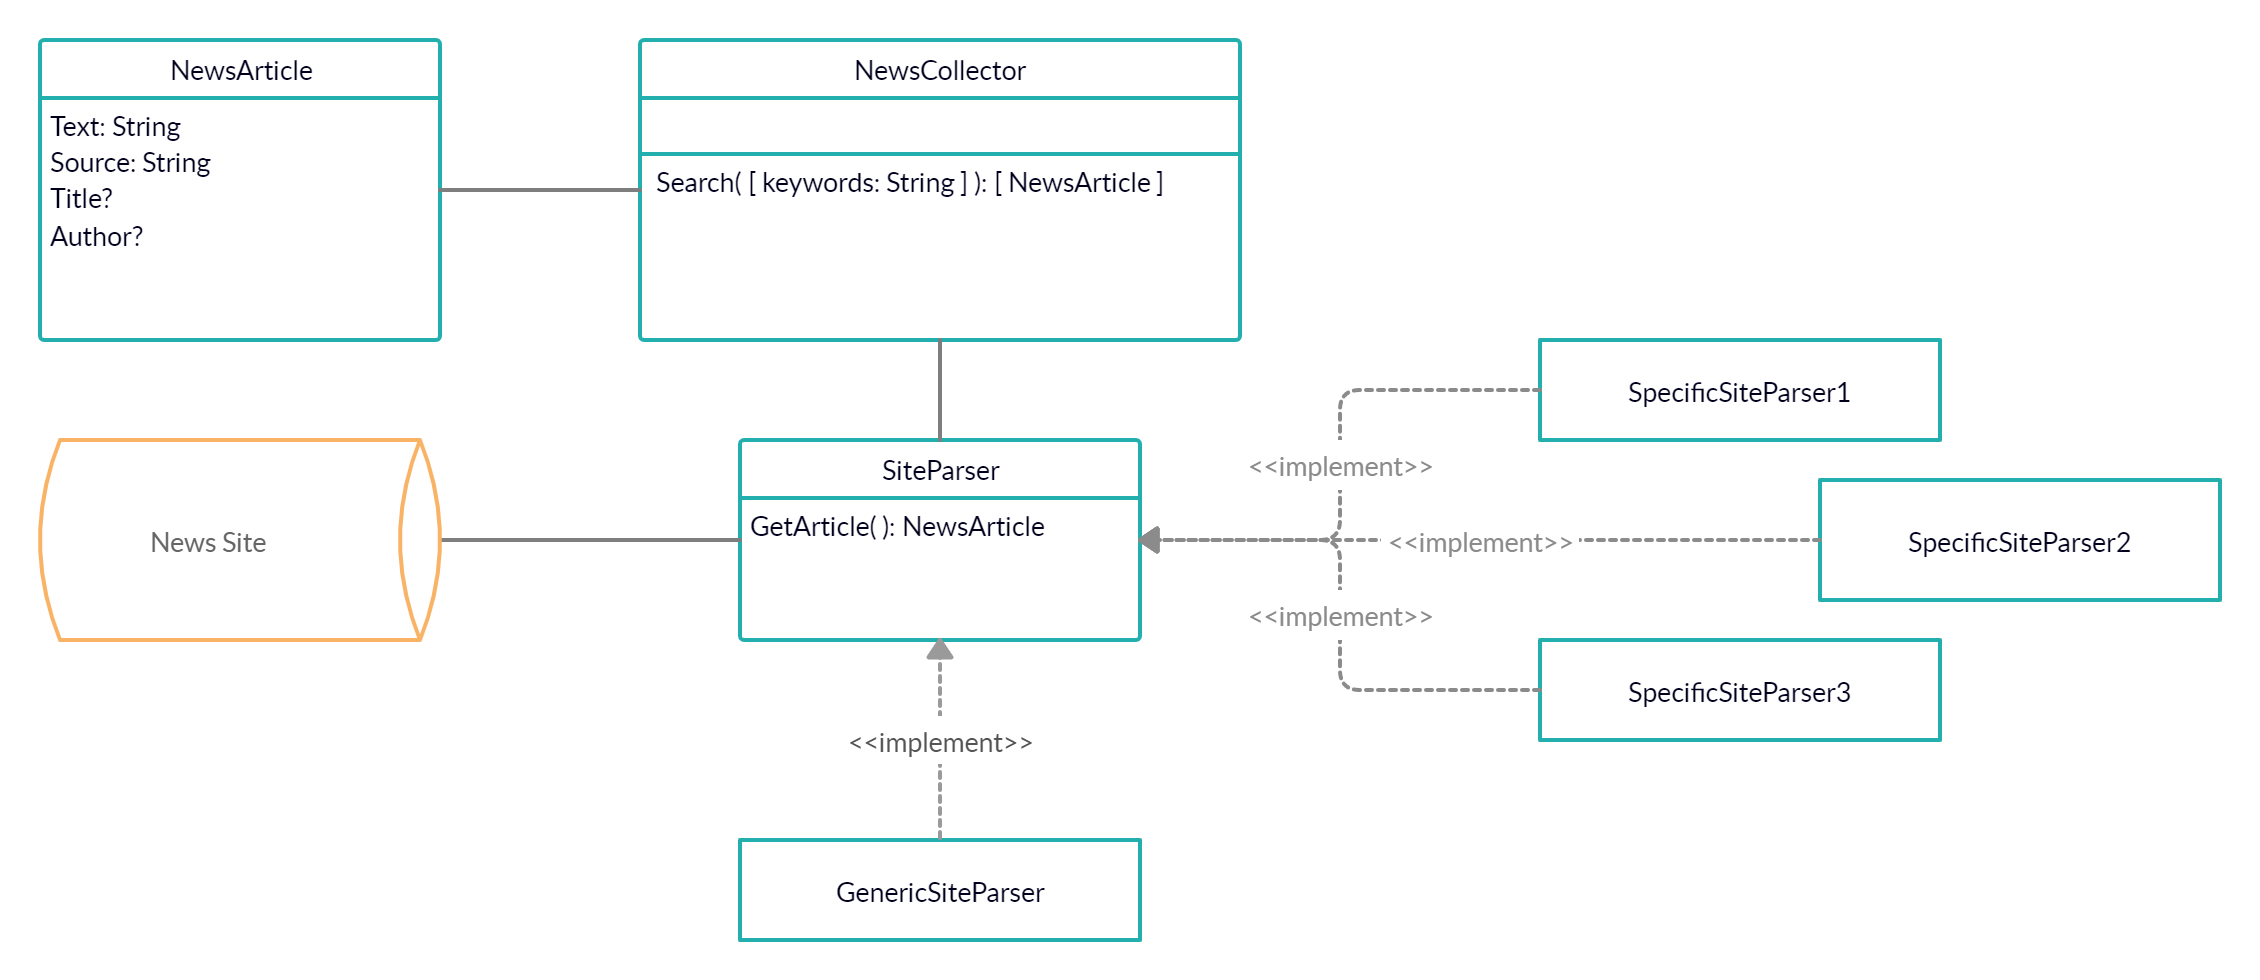 NewsArticle
Text: String
Source: String
Title?
Author?
NewsCollector
Search( [ keywords: String ] ): [ NewsArticle ]
News Site
SiteParser
GetArticle( ): NewsArticle
<<implement>>
<<implement>>
<<implement>>
SpecificSiteParser1
SpecificSiteParser2
SpecificSiteParser3
<<implement>>
GenericSiteParser